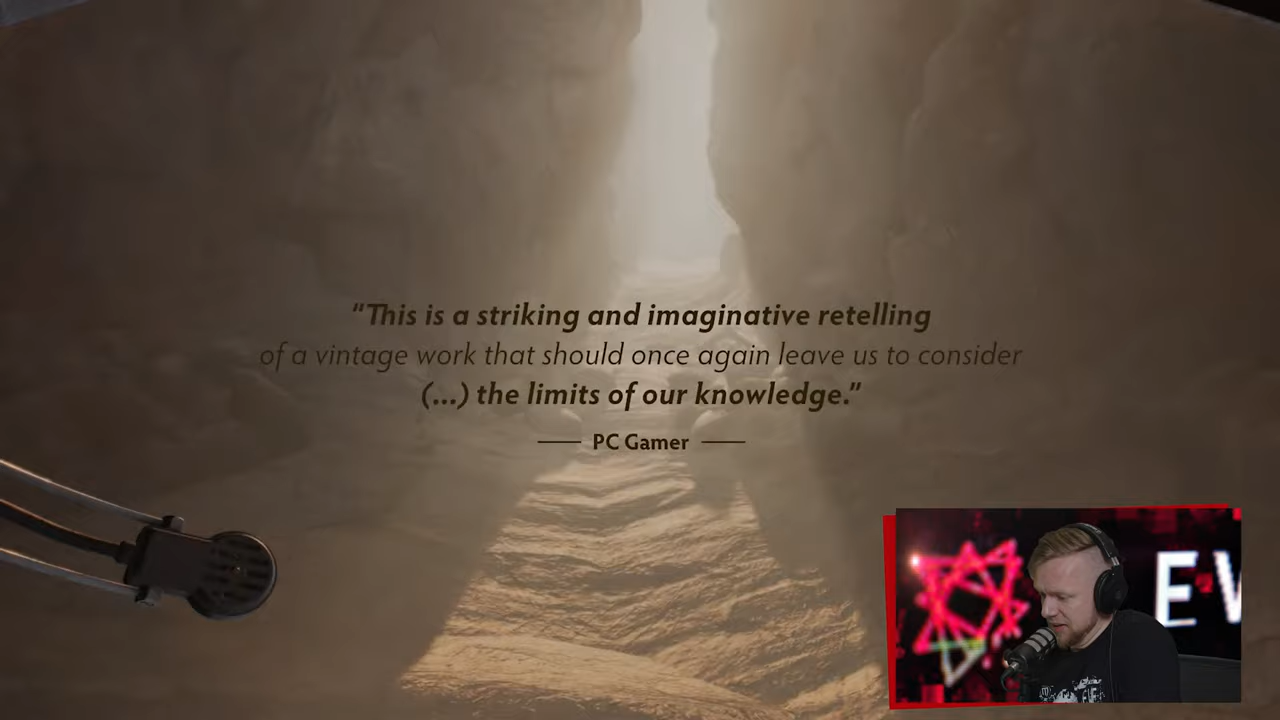 "This is a striking and imaginative retelling
of a vintage work that should once again leave us to consider
(...) the limits of our knowledge."
PC Gamer
EV